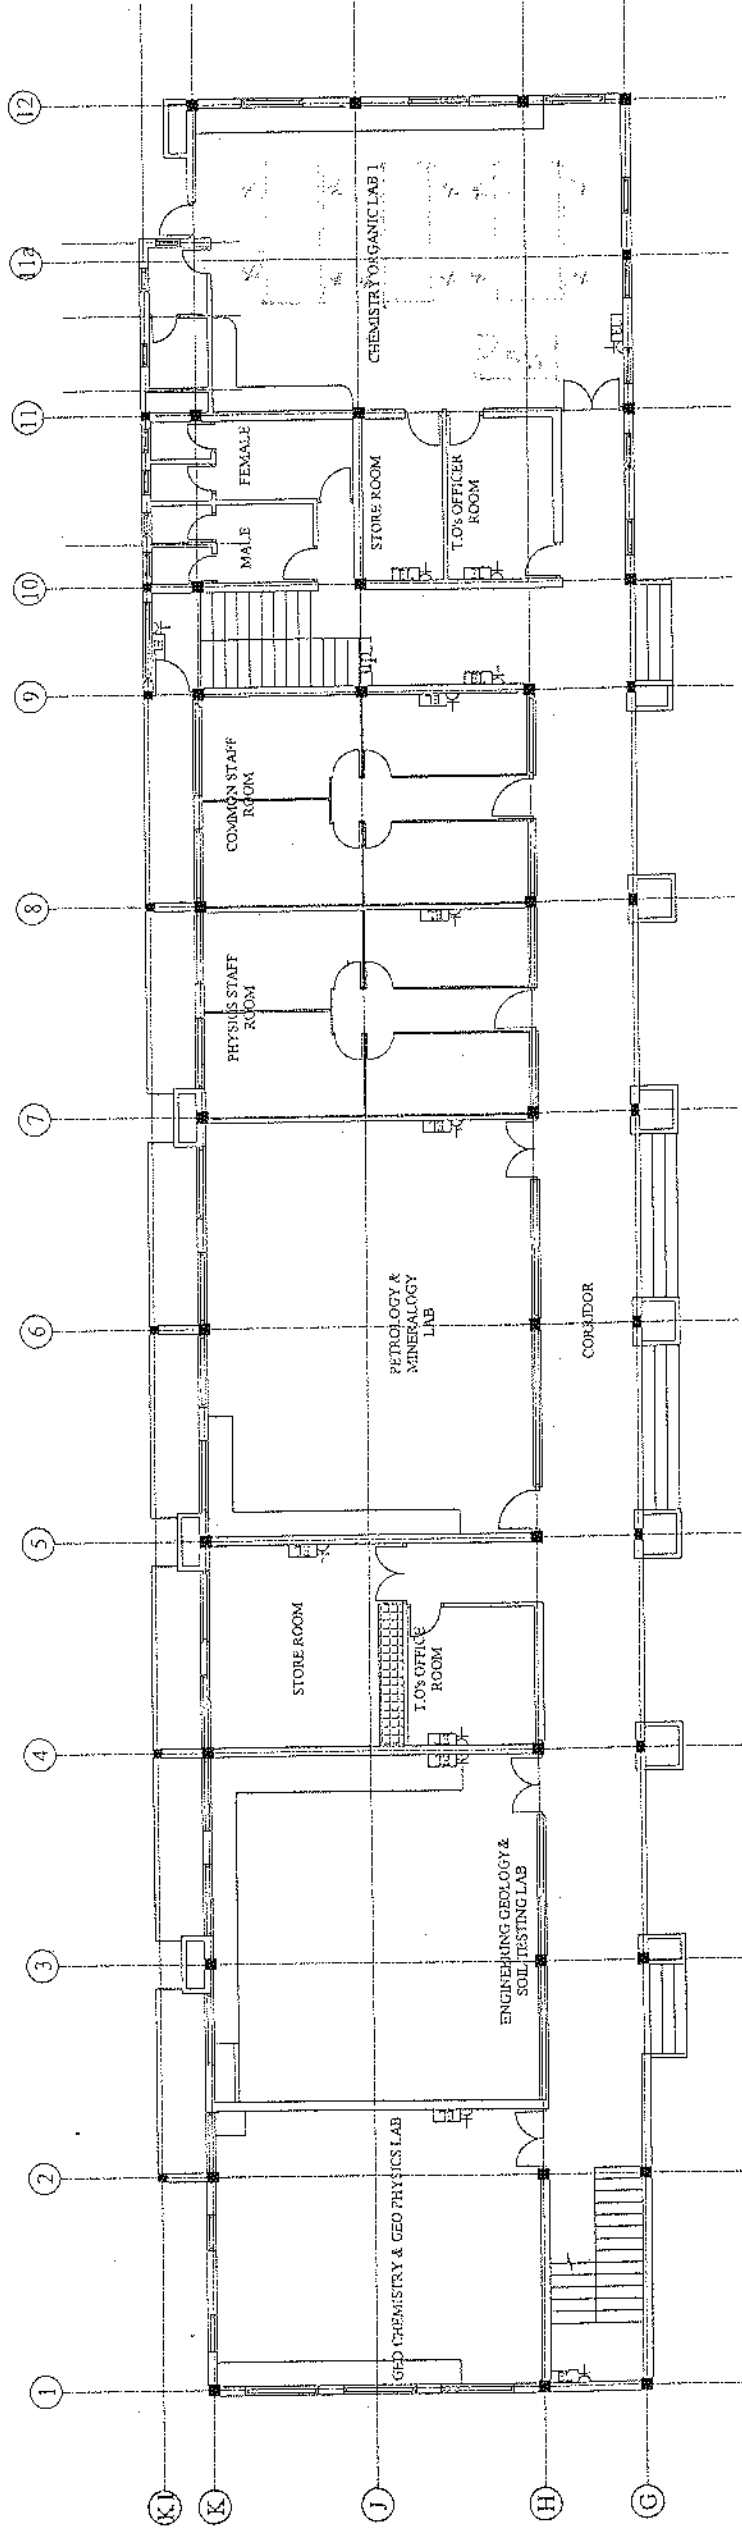 12
11a
11
10
9
8
7
6
5
4
3
2
1
K1
K
J
H
G
CHEMISTRY ORGANIC LAB 1
FEMALE
MALE
STORE ROOM
T.O's OFFICER
ROOM
COMMON STAFF
ROOM
PHYSICS STAFF
ROOM
PETROLOGY &
MINERALOGY
LAB
CORRIDOR
STORE ROOM
T.O's OFFICE
ROOM
ENGINEERING GEOLOGY &
SOIL TESTING LAB
GEO CHEMISTRY & GEO PHYSICS LAB